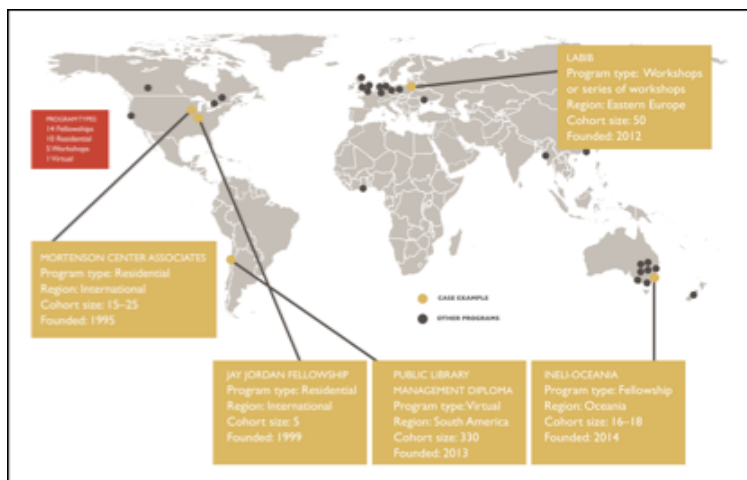 LABIB
Program type: Workshops
or series of workshops
Region: Eastern Europe
Cohort size: 50
Founded: 2012
PROGRAM TYPES
14 Fellowships
10 Residential
5 Workshops
1 Virtual
MORTENSON CENTER ASSOCIATES
Program type: Residential
Region: International
Cohort size: 15–25
Founded: 1995
CASE EXAMPLE
OTHER PROGRAMS
JAY JORDAN FELLOWSHIP
Program type: Residential
Region: International
Cohort size: 5
Founded: 1999
PUBLIC LIBRARY
MANAGEMENT DIPLOMA
Program type: Virtual
Region: South America
Cohort size: 330
Founded: 2013
INELI-OCEANIA
Program type: Fellowship
Region: Oceania
Cohort size: 16–18
Founded: 2014